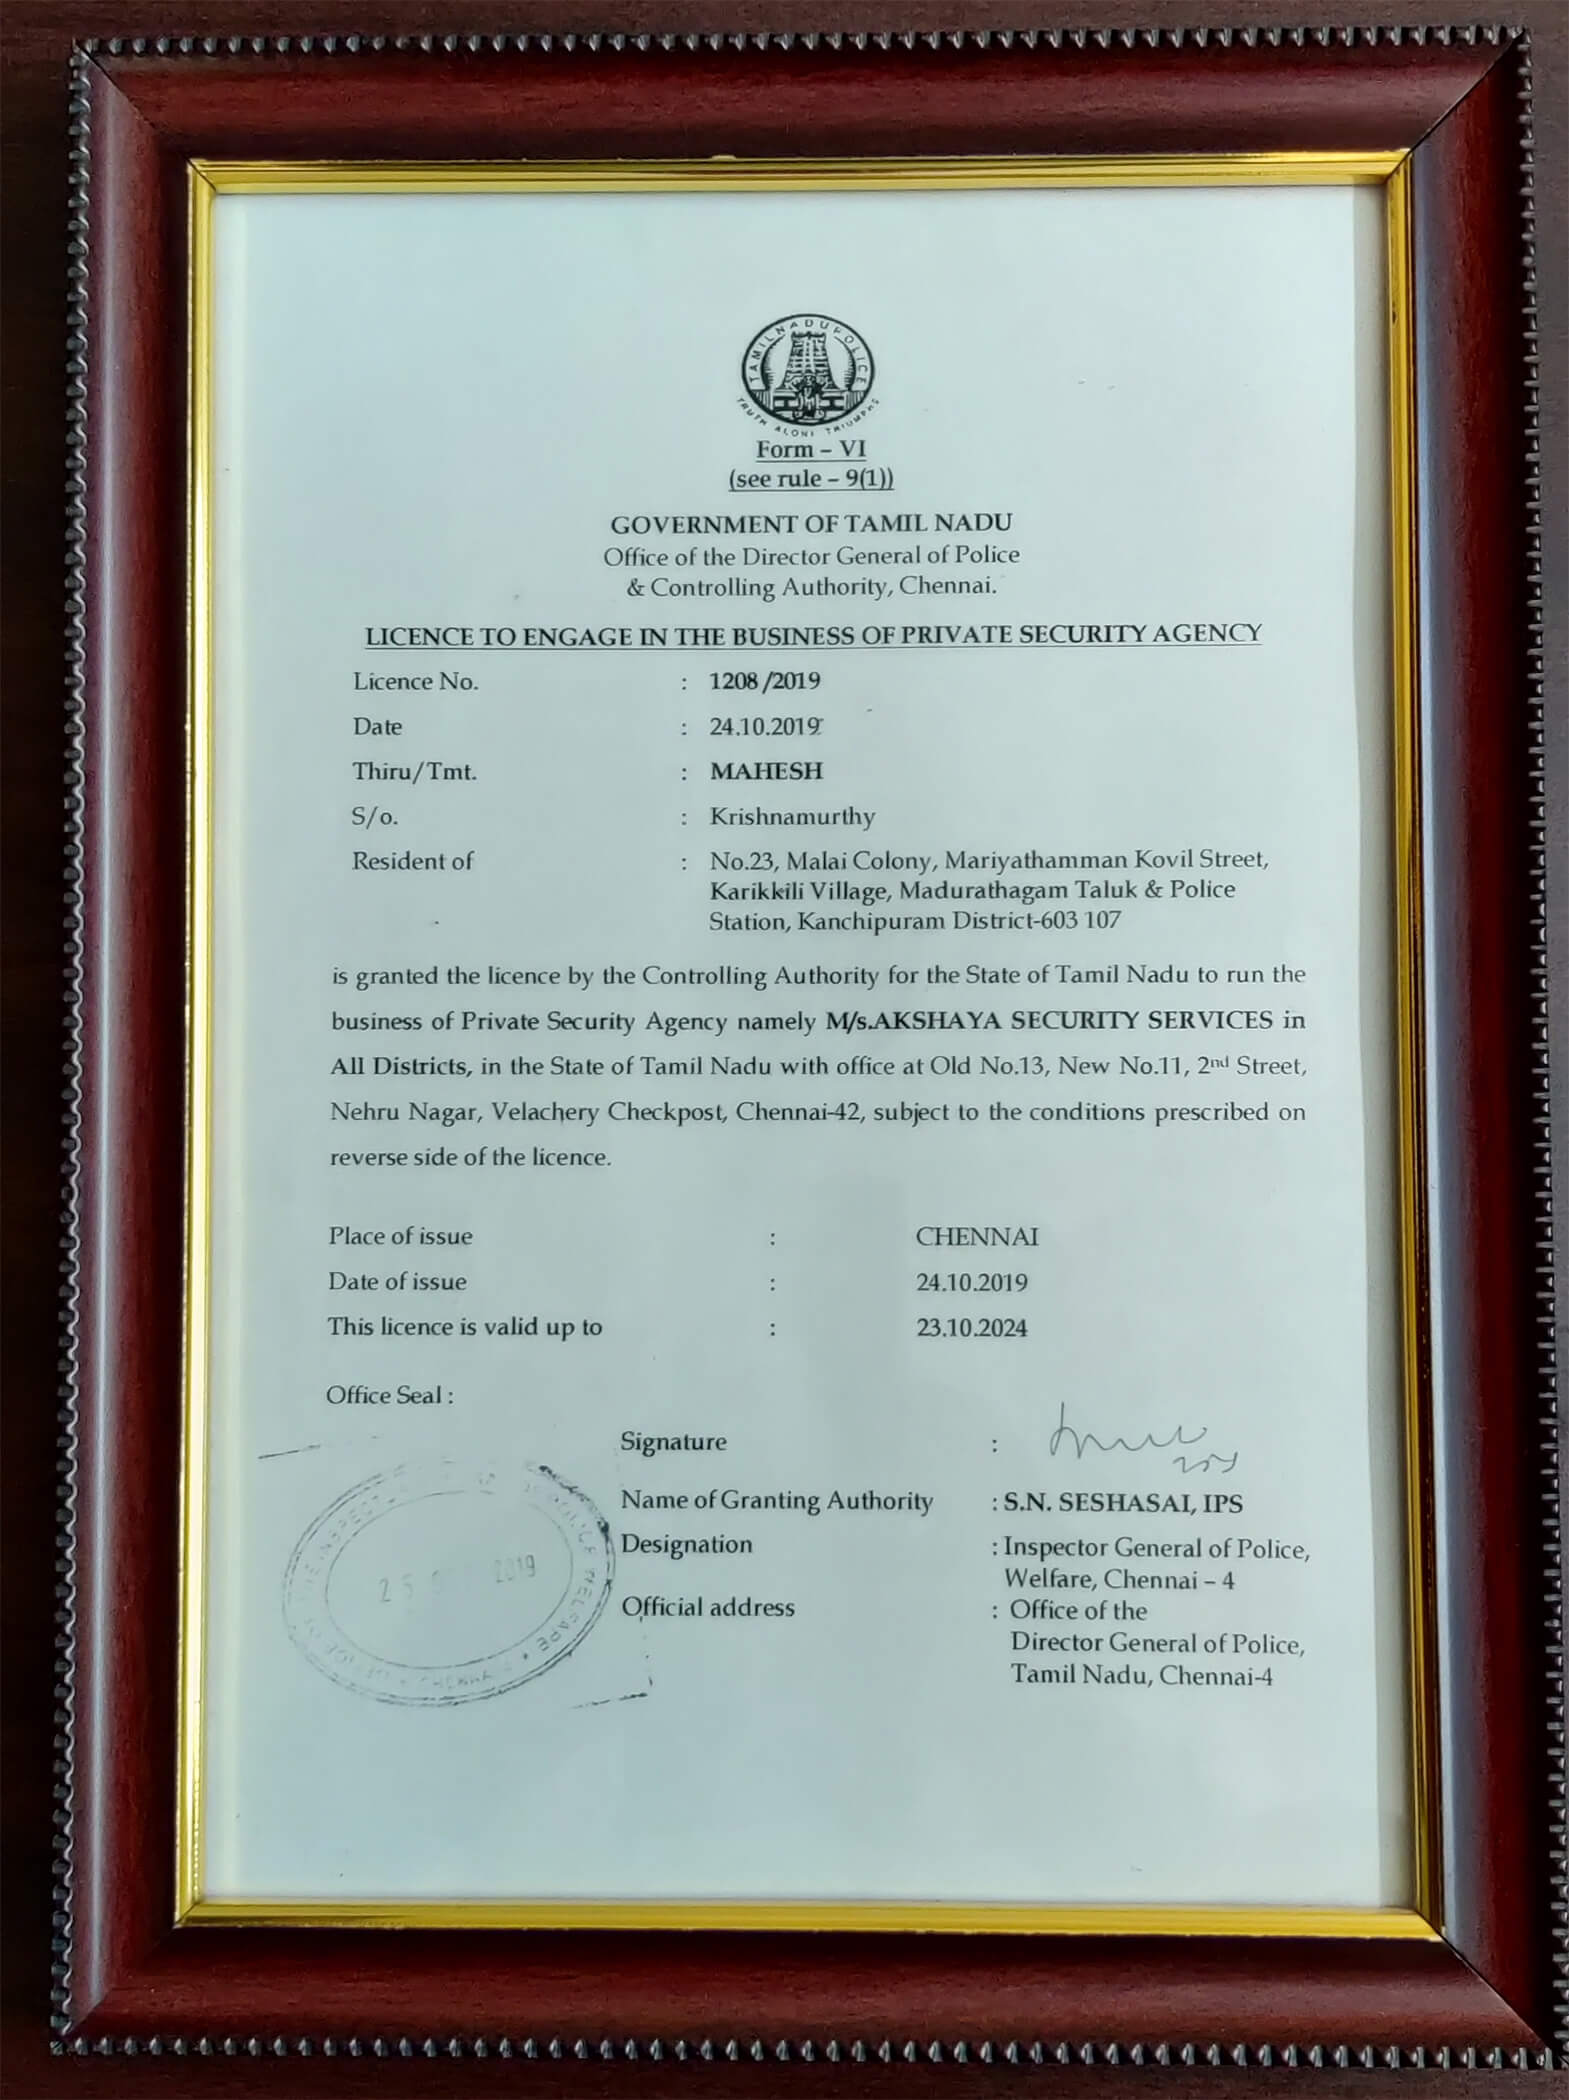 TAMIL NADU POLICE
TRUTH ALONE TRIUMPHS
Form – VI
(see rule – 9(1))
GOVERNMENT OF TAMIL NADU
Office of the Director General of Police
& Controlling Authority, Chennai.
LICENCE TO ENGAGE IN THE BUSINESS OF PRIVATE SECURITY AGENCY
Licence No. : 1208/2019
Date : 24.10.2019
Thiru/Tmt. : MAHESH
S/o. : Krishnamurthy
Resident of : No.23, Malai Colony, Mariyathamman Kovil Street,
Karikkili Village, Madurathagam Taluk & Police
Station, Kanchipuram District-603 107
is granted the licence by the Controlling Authority for the State of Tamil Nadu to run the
business of Private Security Agency namely M/s.AKSHAYA SECURITY SERVICES in
All Districts, in the State of Tamil Nadu with office at Old No.13, New No.11, 2nd Street,
Nehru Nagar, Velachery Checkpost, Chennai-42, subject to the conditions prescribed on
reverse side of the licence.
Place of issue : CHENNAI
Date of issue : 24.10.2019
This licence is valid up to : 23.10.2024
Office Seal :
Signature :
Name of Granting Authority : S.N. SESHASAI, IPS
Designation : Inspector General of Police,
Welfare, Chennai – 4
Official address : Office of the
Director General of Police,
Tamil Nadu, Chennai-4
WELFARE
25 2019